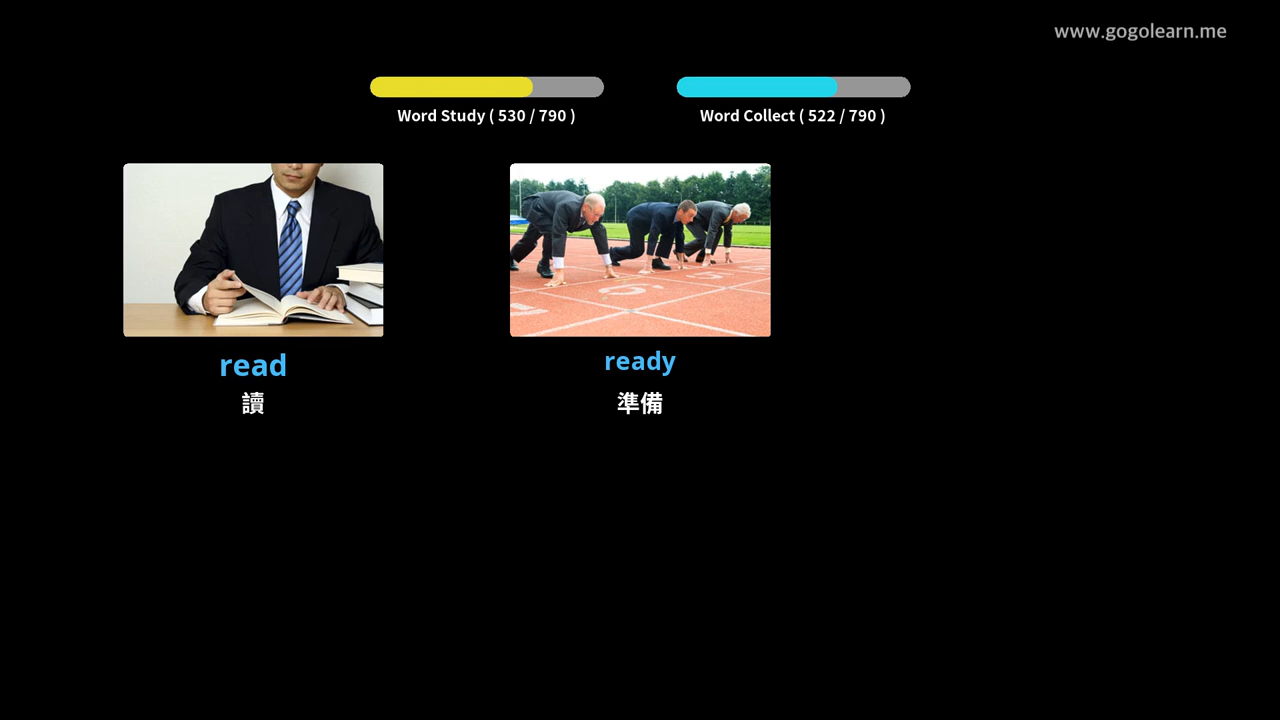 www.gogolearn.me
Word Study ( 530 / 790 )
Word Collect ( 522 / 790 )
read
讀
ready
準備